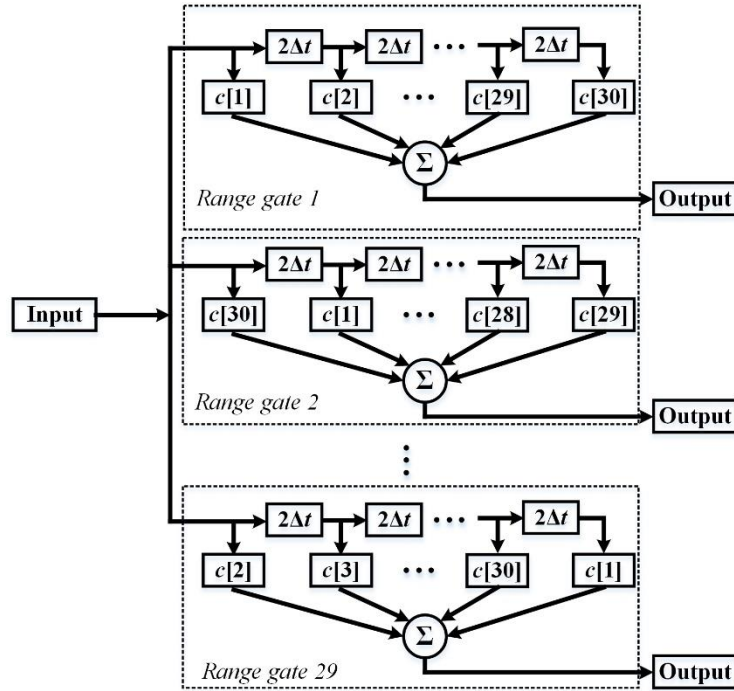 2Δt 2Δt ··· 2Δt
c[1] c[2] ··· c[29] c[30]
Σ
Range gate 1
Output
2Δt 2Δt ··· 2Δt
c[30] c[1] ··· c[28] c[29]
Input
Σ
Range gate 2
Output
2Δt 2Δt ··· 2Δt
c[2] c[3] ··· c[30] c[1]
Σ
Range gate 29
Output